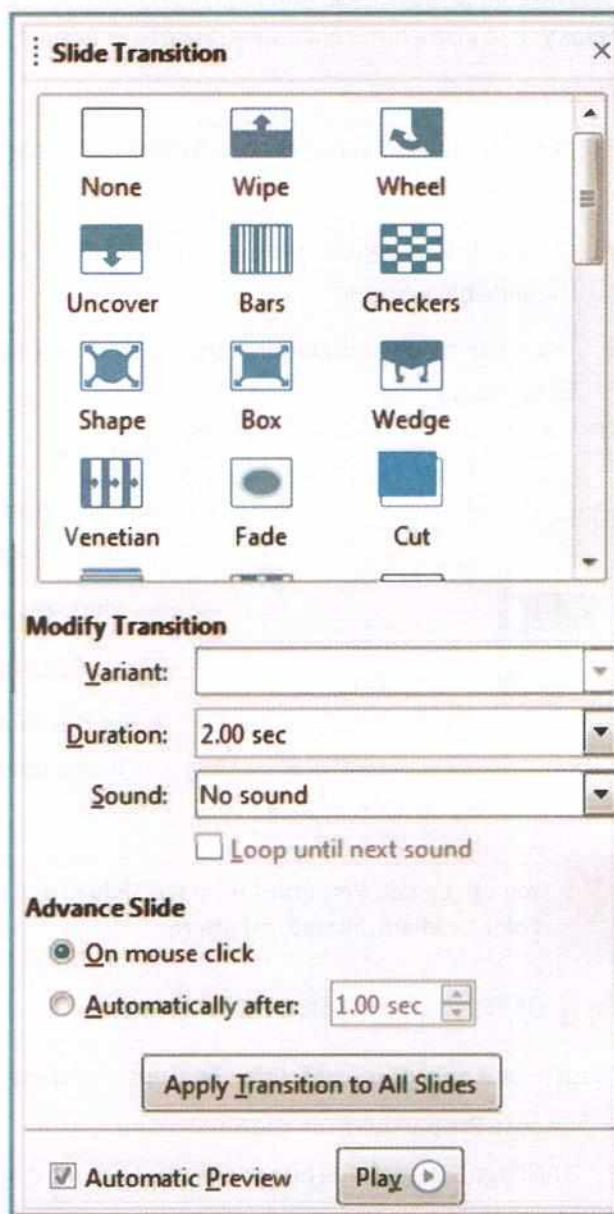 Slide Transition
None Wipe Wheel
Uncover Bars Checkers
Shape Box Wedge
Venetian Fade Cut
Modify Transition
Variant:
Duration: 2.00 sec
Sound: No sound
Loop until next sound
Advance Slide
On mouse click
Automatically after: 1.00 sec
Apply Transition to All Slides
Automatic Preview Play